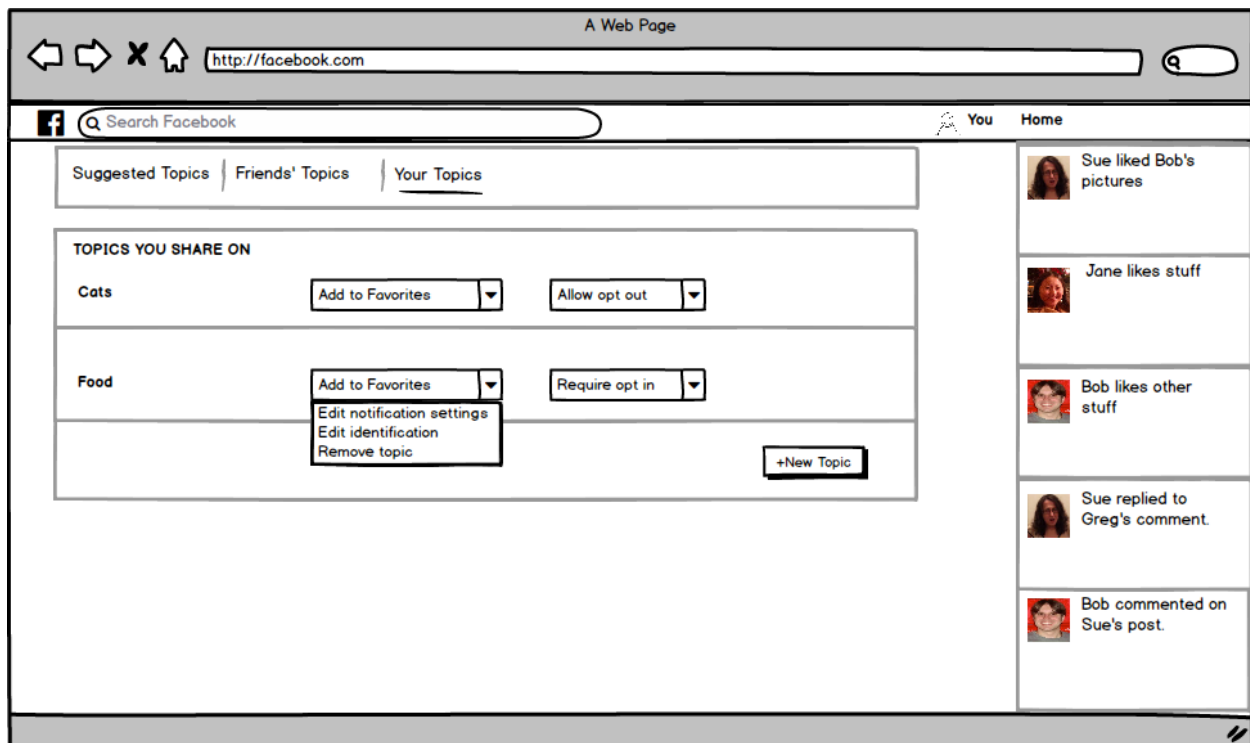 A Web Page
http://facebook.com
f
Search Facebook
You
Home
Suggested Topics
Friends' Topics
Your Topics
TOPICS YOU SHARE ON
Cats
Add to Favorites
Allow opt out
Food
Add to Favorites
Require opt in
Edit notification settings
Edit identification
Remove topic
+New Topic
Sue liked Bob's
pictures
Jane likes stuff
Bob likes other
stuff
Sue replied to
Greg's comment.
Bob commented on
Sue's post.